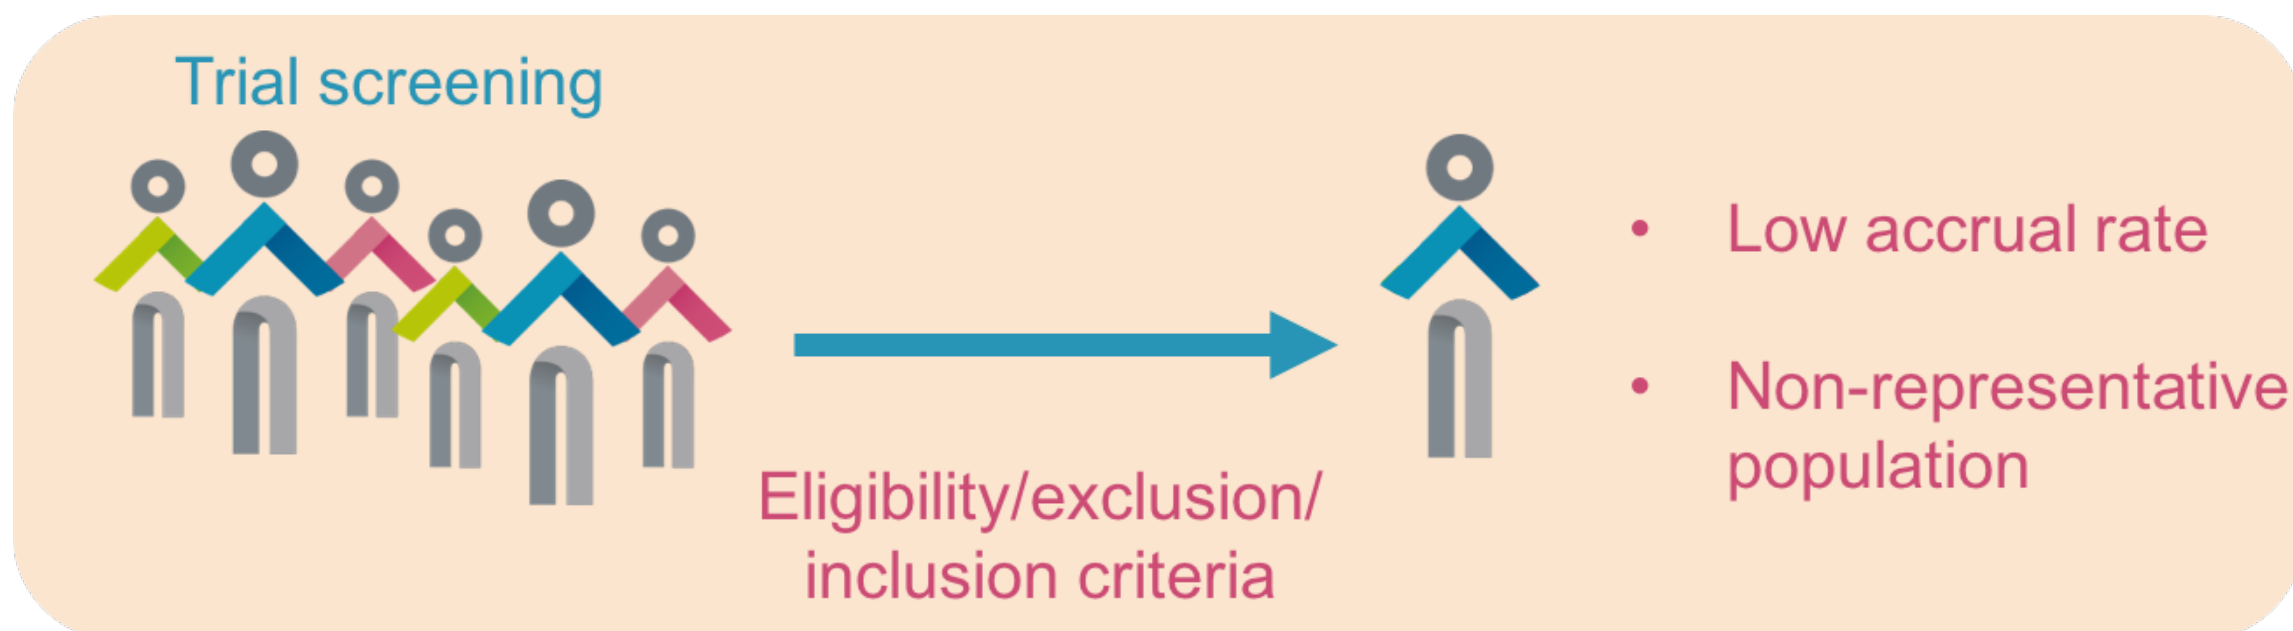 Trial screening
Eligibility/exclusion/
inclusion criteria
• Low accrual rate
• Non-representative
population